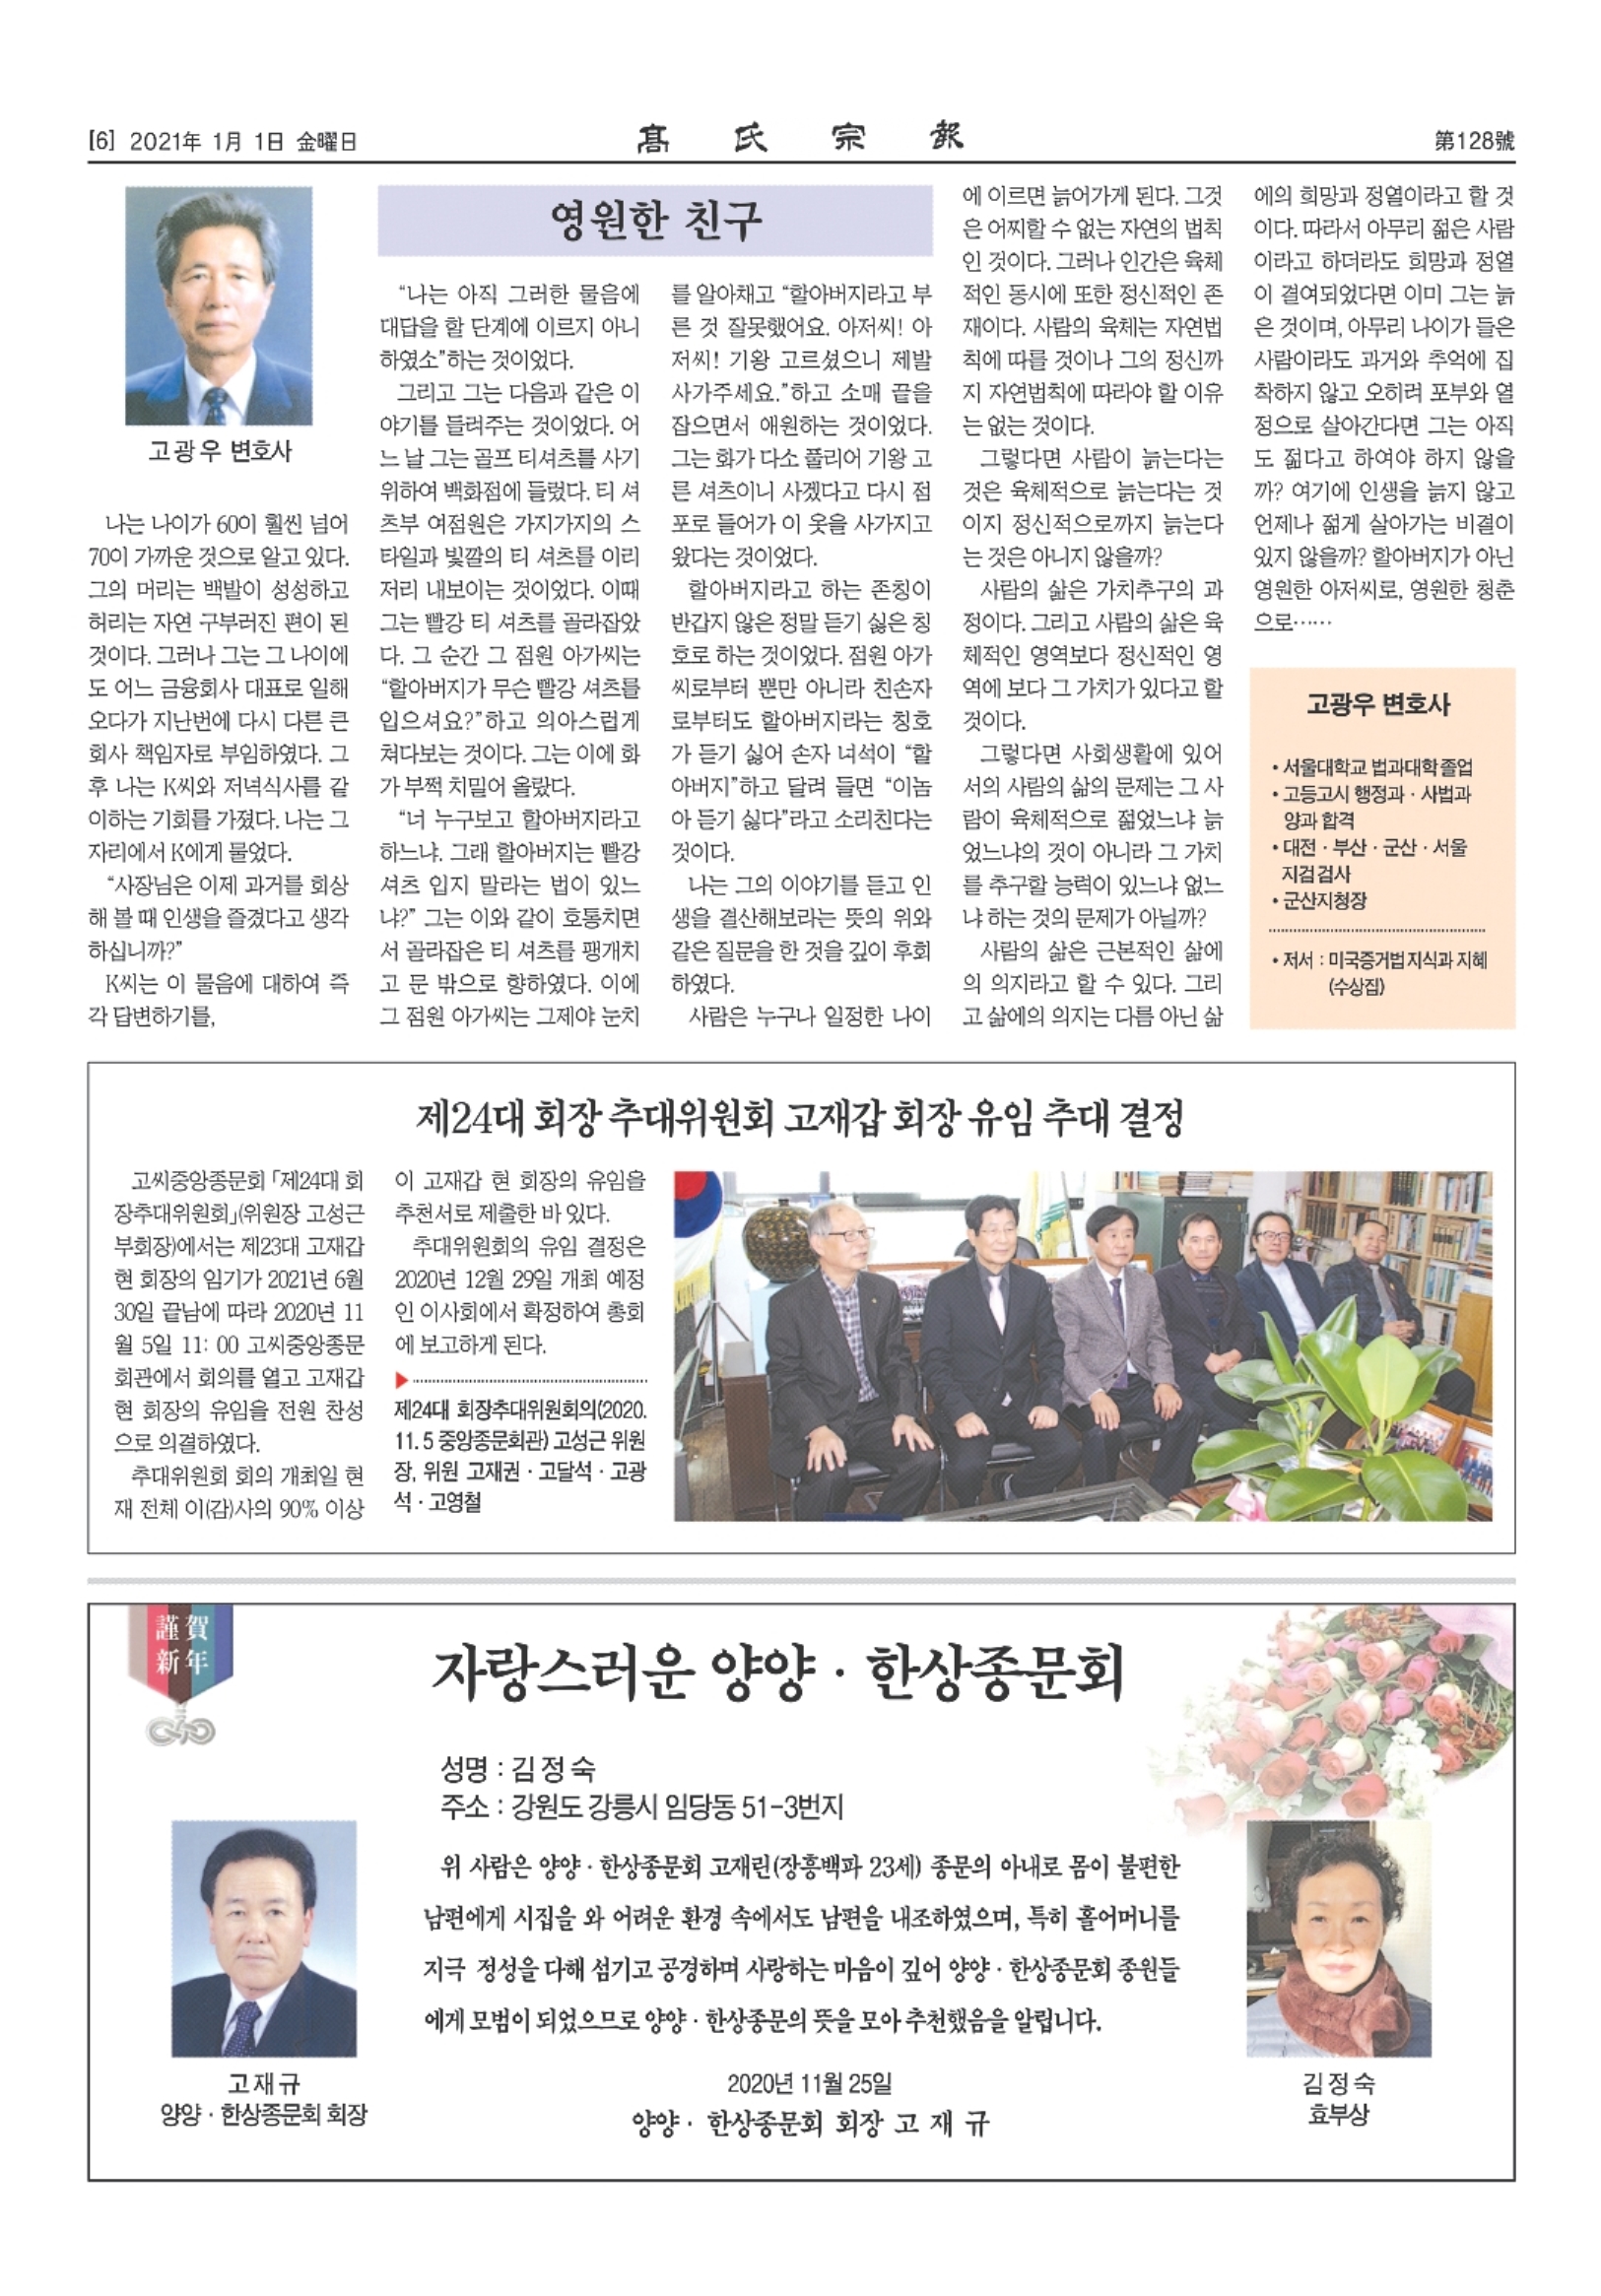 [6] 2021年 1月 1日 金曜日
髙 氏 宗 報
第128號
고광우 변호사
영원한 친구
나는 나이가 60이 훨씬 넘어
70이 가까운 것으로 알고 있다.
그의 머리는 백발이 성성하고
허리는 자연 구부러진 편이 된
것이다. 그러나 그는 그 나이에
도 어느 금융회사 대표로 일해
오다가 지난번에 다시 다른 큰
회사 책임자로 부임하였다. 그
후 나는 K씨와 저녁식사를 같
이하는 기회를 가졌다. 나는 그
자리에서 K에게 물었다.
“사장님은 이제 과거를 회상
해 볼 때 인생을 즐겼다고 생각
하십니까?”
K씨는 이 물음에 대하여 즉
각 답변하기를,
“나는 아직 그러한 물음에
대답을 할 단계에 이르지 아니
하였소”하는 것이었다.
그리고 그는 다음과 같은 이
야기를 들려주는 것이었다. 어
느 날 그는 골프 티셔츠를 사기
위하여 백화점에 들렀다. 티 셔
츠부 여점원은 가지가지의 스
타일과 빛깔의 티 셔츠를 이리
저리 내보이는 것이었다. 이때
그는 빨강 티 셔츠를 골라잡았
다. 그 순간 그 점원 아가씨는
“할아버지가 무슨 빨강 셔츠를
입으셔요?”하고 의아스럽게
쳐다보는 것이다. 그는 이에 화
가 부쩍 치밀어 올랐다.
“너 누구보고 할아버지라고
하느냐. 그래 할아버지는 빨강
셔츠 입지 말라는 법이 있느
냐?” 그는 이와 같이 호통치면
서 골라잡은 티 셔츠를 팽개치
고 문 밖으로 향하였다. 이에
그 점원 아가씨는 그제야 눈치
를 알아채고 “할아버지라고 부
른 것 잘못했어요. 아저씨! 아
저씨! 기왕 고르셨으니 제발
사가주세요.”하고 소매 끝을
잡으면서 애원하는 것이었다.
그는 화가 다소 풀리어 기왕 고
른 셔츠이니 사겠다고 다시 점
포로 들어가 이 옷을 사가지고
왔다는 것이었다.
할아버지라고 하는 존칭이
반갑지 않은 정말 듣기 싫은 칭
호로 하는 것이었다. 점원 아가
씨로부터 뿐만 아니라 친손자
로부터도 할아버지라는 칭호
가 듣기 싫어 손자 녀석이 “할
아버지”하고 달려 들면 “이놈
아 듣기 싫다”라고 소리친다는
것이다.
나는 그의 이야기를 듣고 인
생을 결산해보라는 뜻의 위와
같은 질문을 한 것을 깊이 후회
하였다.
사람은 누구나 일정한 나이
에 이르면 늙어가게 된다. 그것
은 어찌할 수 없는 자연의 법칙
인 것이다. 그러나 인간은 육체
적인 동시에 또한 정신적인 존
재이다. 사람의 육체는 자연법
칙에 따를 것이나 그의 정신까
지 자연법칙에 따라야 할 이유
는 없는 것이다.
그렇다면 사람이 늙는다는
것은 육체적으로 늙는다는 것
이지 정신적으로까지 늙는다
는 것은 아니지 않을까?
사람의 삶은 가치추구의 과
정이다. 그리고 사람의 삶은 육
체적인 영역보다 정신적인 영
역에 보다 그 가치가 있다고 할
것이다.
그렇다면 사회생활에 있어
서의 사람의 삶의 문제는 그 사
람이 육체적으로 젊었느냐 늙
었느냐의 것이 아니라 그 가치
를 추구할 능력이 있느냐 없느
냐 하는 것의 문제가 아닐까?
사람의 삶은 근본적인 삶에
의 의지라고 할 수 있다. 그리
고 삶에의 의지는 다름 아닌 삶
에의 희망과 정열이라고 할 것
이다. 따라서 아무리 젊은 사람
이라고 하더라도 희망과 정열
이 결여되었다면 이미 그는 늙
은 것이며, 아무리 나이가 들은
사람이라도 과거와 추억에 집
착하지 않고 오히려 포부와 열
정으로 살아간다면 그는 아직
도 젊다고 하여야 하지 않을
까? 여기에 인생을 늙지 않고
언제나 젊게 살아가는 비결이
있지 않을까? 할아버지가 아닌
영원한 아저씨로, 영원한 청춘
으로……
고광우 변호사
• 서울대학교 법과대학 졸업
• 고등고시 행정과 · 사법과
양과 합격
• 대전 · 부산 · 군산 · 서울
지검 검사
• 군산지청장
• 저서 : 미국증거법 지식과 지혜
(수상집)
제24대 회장 추대위원회 고재갑 회장 유임 추대 결정
고씨중앙종문회 「제24대 회
장추대위원회」(위원장 고성근
부회장)에서는 제23대 고재갑
현 회장의 임기가 2021년 6월
30일 끝남에 따라 2020년 11
월 5일 11: 00 고씨중앙종문
회관에서 회의를 열고 고재갑
현 회장의 유임을 전원 찬성
으로 의결하였다.
추대위원회 회의 개최일 현
재 전체 이(감)사의 90% 이상
이 고재갑 현 회장의 유임을
추천서로 제출한 바 있다.
추대위원회의 유임 결정은
2020년 12월 29일 개최 예정
인 이사회에서 확정하여 총회
에 보고하게 된다.
제24대 회장추대위원회의(2020.
11. 5 중앙종문회관) 고성근 위원
장, 위원 고재권 · 고달석 · 고광
석 · 고영철
謹賀
新年
자랑스러운 양양 · 한상종문회
성명 : 김 정 숙
주소 : 강원도 강릉시 임당동 51-3번지
위 사람은 양양 · 한상종문회 고재린(장흥백파 23세) 종문의 아내로 몸이 불편한
남편에게 시집을 와 어려운 환경 속에서도 남편을 내조하였으며, 특히 홀어머니를
지극 정성을 다해 섬기고 공경하며 사랑하는 마음이 깊어 양양 · 한상종문회 종원들
에게 모범이 되었으므로 양양 · 한상종문의 뜻을 모아 추천했음을 알립니다.
2020년 11월 25일
양양 · 한상종문회 회장 고 재 규
고 재 규
양양 · 한상종문회 회장
김 정 숙
효부상